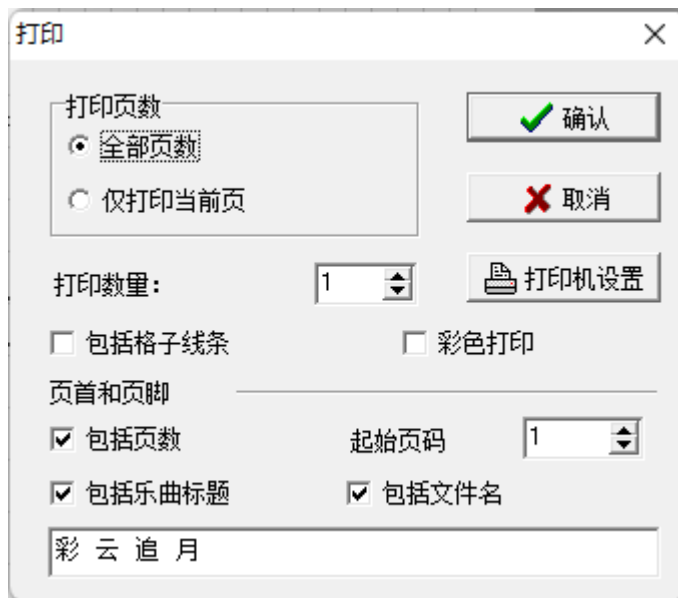 打印
打印页数
全部页数
仅打印当前页
确认
取消
打印机设置
打印数量：
1
包括格子线条
彩色打印
页首和页脚
包括页数
起始页码
1
包括乐曲标题
包括文件名
彩 云 追 月